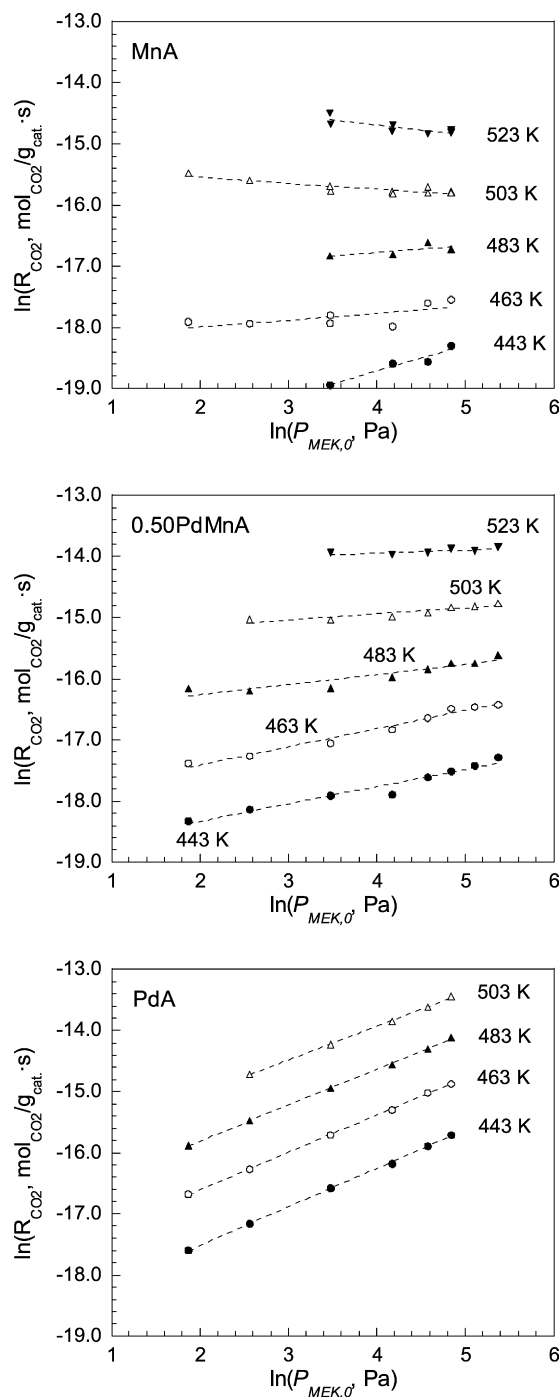 MnA
ln(R_CO2, mol_CO2/g_cat.·s)
-13.0
-14.0
-15.0
-16.0
-17.0
-18.0
-19.0
523 K
503 K
483 K
463 K
443 K
1 2 3 4 5 6
ln(P_MEK,0, Pa)
0.50PdMnA
ln(R_CO2, mol_CO2/g_cat.·s)
-13.0
-14.0
-15.0
-16.0
-17.0
-18.0
-19.0
523 K
503 K
483 K
463 K
443 K
1 2 3 4 5 6
ln(P_MEK,0, Pa)
PdA
ln(R_CO2, mol_CO2/g_cat.·s)
-13.0
-14.0
-15.0
-16.0
-17.0
-18.0
-19.0
503 K
483 K
463 K
443 K
1 2 3 4 5 6
ln(P_MEK,0, Pa)